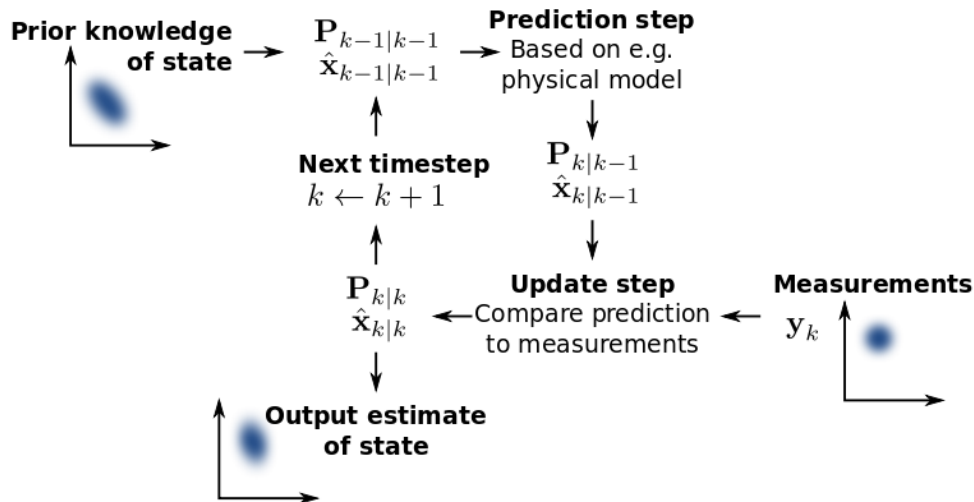 Prior knowledge
of state
P_{k-1|k-1}
x̂_{k-1|k-1}
Prediction step
Based on e.g.
physical model
P_{k|k-1}
x̂_{k|k-1}
Next timestep
k ← k + 1
P_{k|k}
x̂_{k|k}
Update step
Compare prediction
to measurements
Measurements
y_k
Output estimate
of state